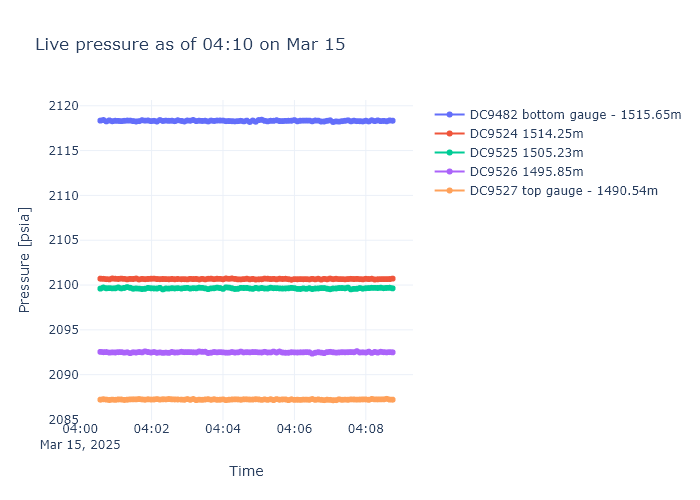 Live pressure as of 04:10 on Mar 15
2120
2115
2110
2105
2100
2095
2090
2085
Pressure [psia]
04:00 04:02 04:04 04:06 04:08
Mar 15, 2025
Time
DC9482 bottom gauge - 1515.65m
DC9524 1514.25m
DC9525 1505.23m
DC9526 1495.85m
DC9527 top gauge - 1490.54m